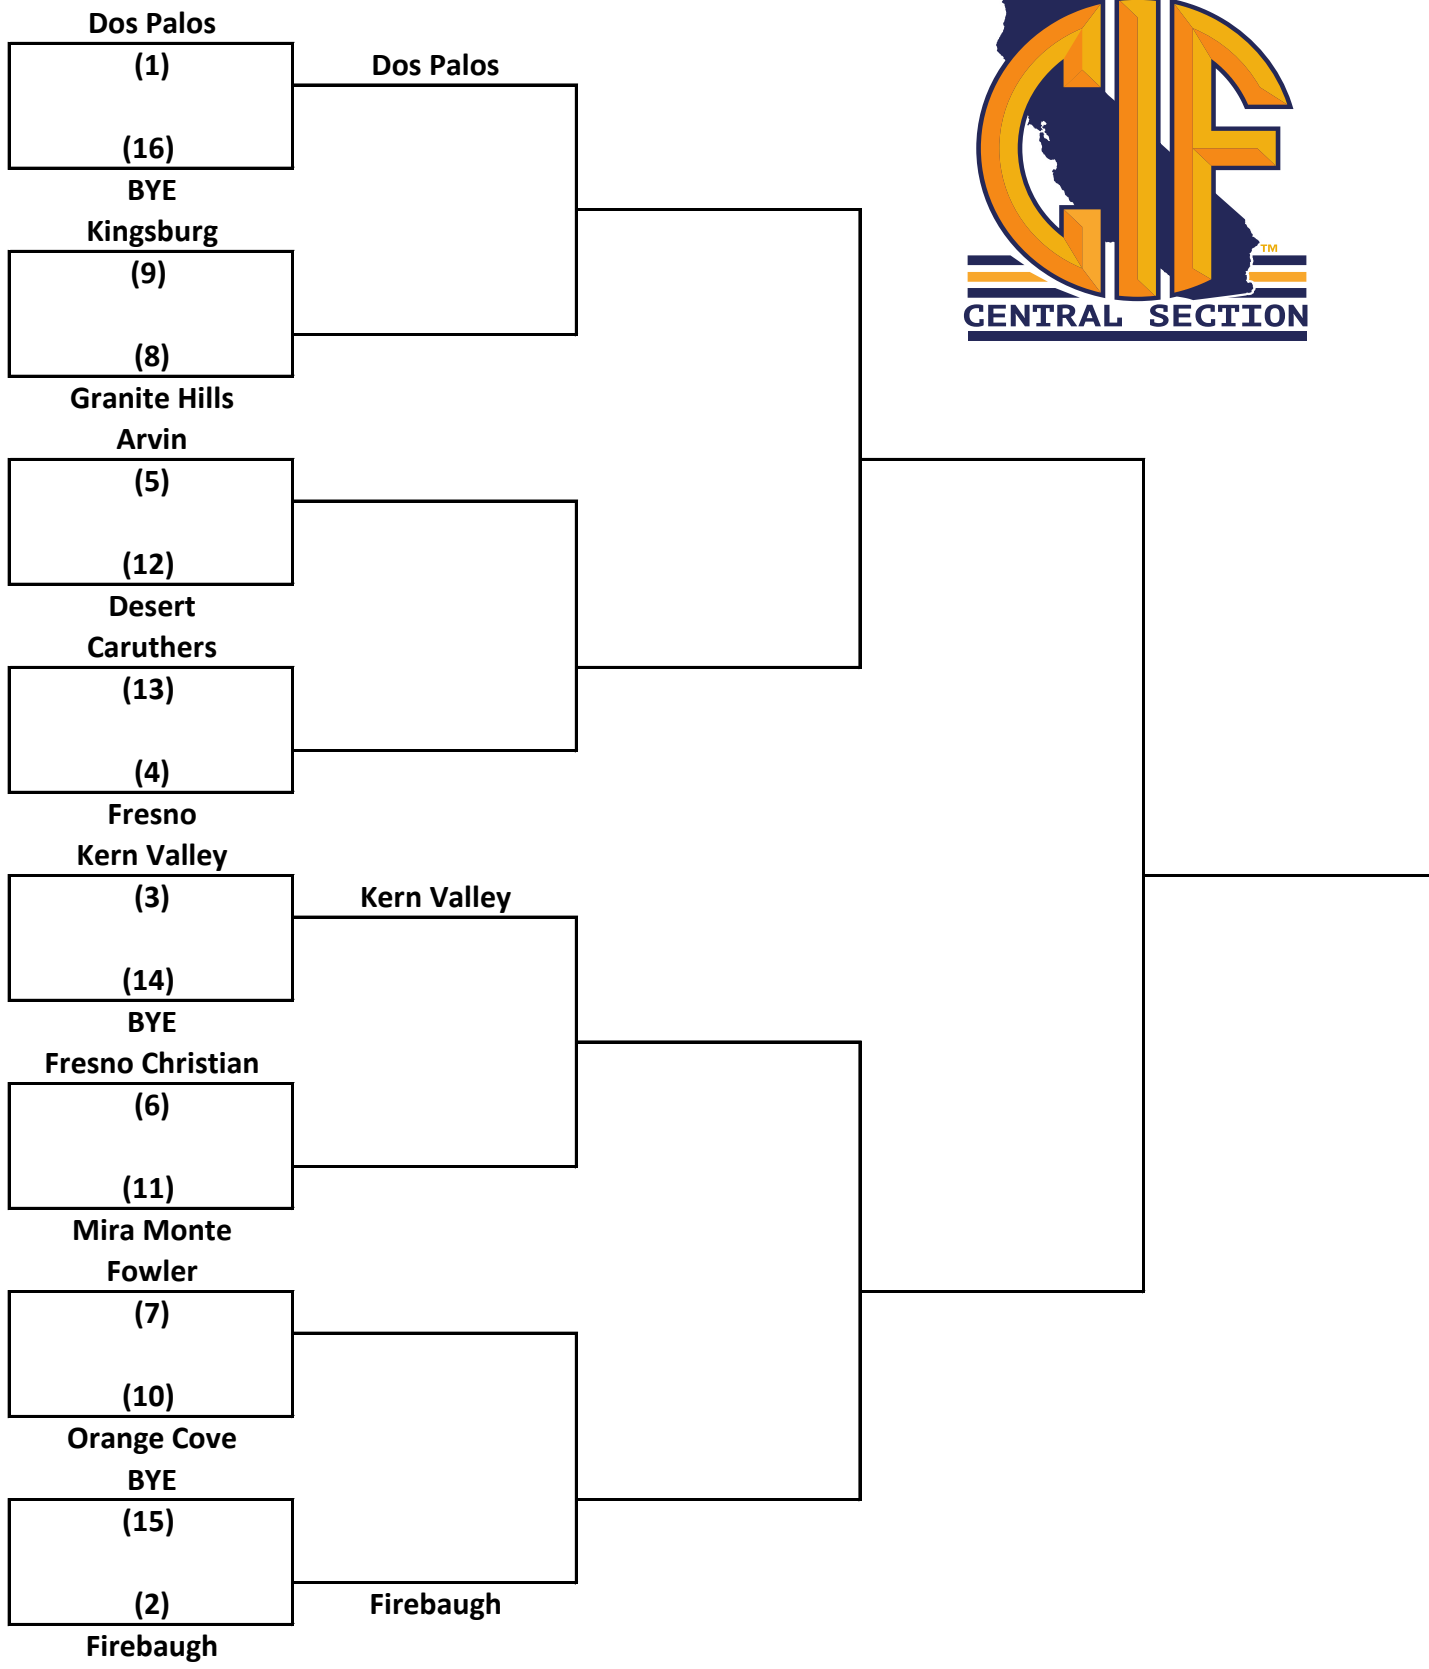 Dos Palos
(1)
Dos Palos
(16)
BYE
Kingsburg
(9)
(8)
Granite Hills
Arvin
(5)
(12)
Desert
Caruthers
(13)
(4)
Fresno
Kern Valley
(3)
Kern Valley
(14)
BYE
Fresno Christian
(6)
(11)
Mira Monte
Fowler
(7)
(10)
Orange Cove
BYE
(15)
(2)
Firebaugh
Firebaugh
CIF
TM
CENTRAL SECTION